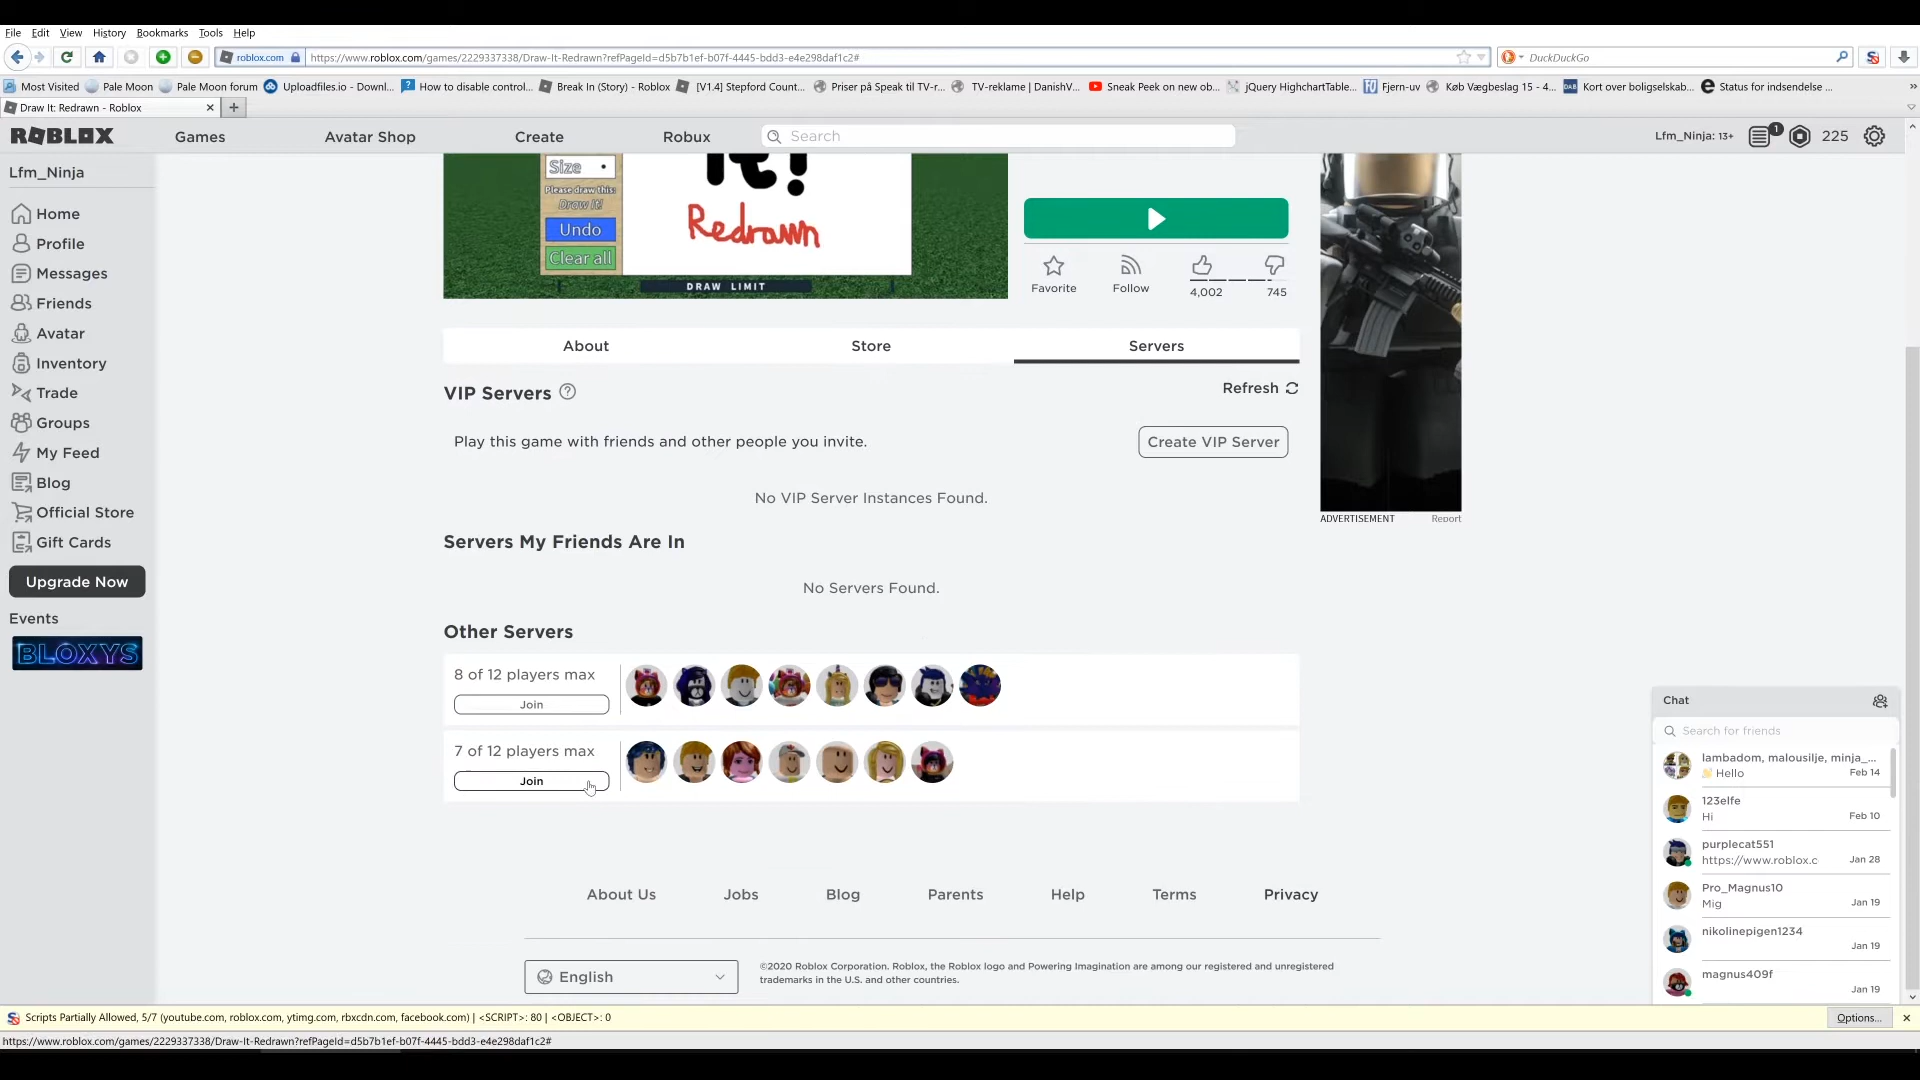 File Edit View History Bookmarks Tools Help
roblox.com https://www.roblox.com/games/2229337338/Draw-It-Redrawn?refPageId=d5b7b1ef-b07f-4445-bdd3-e4e298daf1c2# DuckDuckGo
Most Visited Pale Moon Pale Moon forum Uploadfiles.io - Downl... How to disable control... Break In (Story) - Roblox [V1.4] Stepford Count... Priser på Speak til TV-r... TV-reklame | DanishV... Sneak Peek on new ob... jQuery HighchartTable... Fjern-uv Køb Vægbeslag 15 - 4... Kort over boligselskab... Status for indsendelse ... »
Draw It: Redrawn - Roblox
ROBLOX Games Avatar Shop Create Robux Search Lfm_Ninja: 13+ 1 225
Lfm_Ninja
Home
Profile
Messages
Friends
Avatar
Inventory
Trade
Groups
My Feed
Blog
Official Store
Gift Cards
Upgrade Now
Events
BLOXYS
Size
Please draw this:
Draw It!
Undo
Clear all
It!
Redrawn
DRAW LIMIT
Favorite Follow 4,002 745
About Store Servers
VIP Servers Refresh
Play this game with friends and other people you invite. Create VIP Server
No VIP Server Instances Found.
Servers My Friends Are In
No Servers Found.
Other Servers
8 of 12 players max
Join
7 of 12 players max
Join
ADVERTISEMENT Report
About Us Jobs Blog Parents Help Terms Privacy
English
©2020 Roblox Corporation. Roblox, the Roblox logo and Powering Imagination are among our registered and unregistered
trademarks in the U.S. and other countries.
Chat
Search for friends
lambadom, malousilje, minja_...
👋 Hello Feb 14
123elfe
Hi Feb 10
purplecat551
https://www.roblox.c Jan 28
Pro_Magnus10
Mig Jan 19
nikolinepigen1234
Jan 19
magnus409f
Jan 19
Scripts Partially Allowed, 5/7 (youtube.com, roblox.com, ytimg.com, rbxcdn.com, facebook.com) | <SCRIPT>: 80 | <OBJECT>: 0 Options...
https://www.roblox.com/games/2229337338/Draw-It-Redrawn?refPageId=d5b7b1ef-b07f-4445-bdd3-e4e298daf1c2#